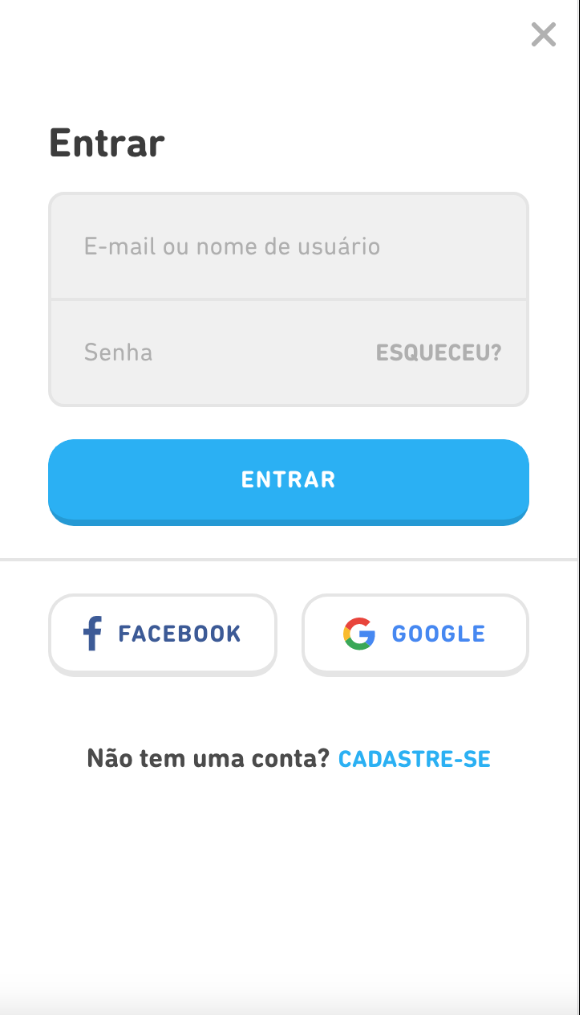 Entrar
E-mail ou nome de usuário
Senha ESQUECEU?
ENTRAR
FACEBOOK GOOGLE
Não tem uma conta? CADASTRE-SE